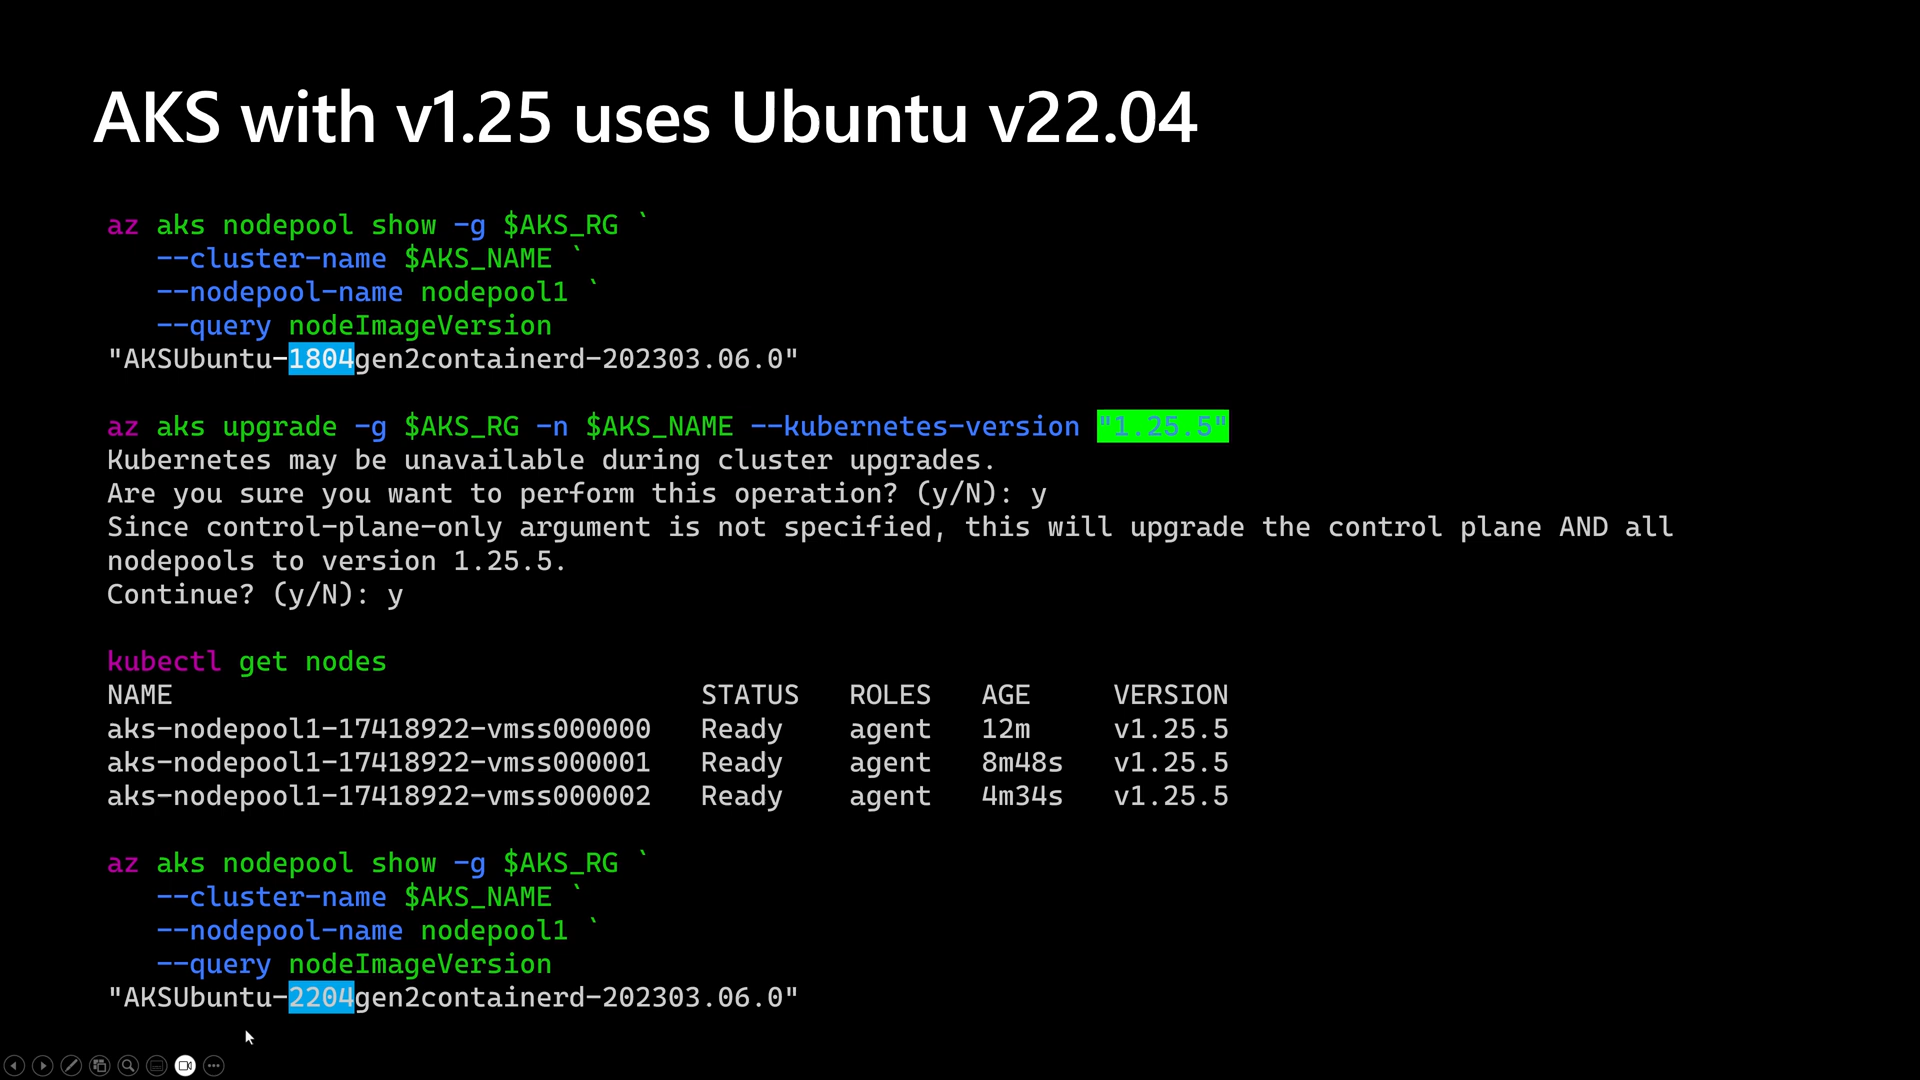 AKS with v1.25 uses Ubuntu v22.04
az aks nodepool show -g $AKS_RG `
--cluster-name $AKS_NAME `
--nodepool-name nodepool1 `
--query nodeImageVersion
"AKSUbuntu-1804gen2containerd-202303.06.0"
az aks upgrade -g $AKS_RG -n $AKS_NAME --kubernetes-version "1.25.5"
Kubernetes may be unavailable during cluster upgrades.
Are you sure you want to perform this operation? (y/N): y
Since control-plane-only argument is not specified, this will upgrade the control plane AND all
nodepools to version 1.25.5.
Continue? (y/N): y
kubectl get nodes
NAME STATUS ROLES AGE VERSION
aks-nodepool1-17418922-vmss000000 Ready agent 12m v1.25.5
aks-nodepool1-17418922-vmss000001 Ready agent 8m48s v1.25.5
aks-nodepool1-17418922-vmss000002 Ready agent 4m34s v1.25.5
az aks nodepool show -g $AKS_RG `
--cluster-name $AKS_NAME `
--nodepool-name nodepool1 `
--query nodeImageVersion
"AKSUbuntu-2204gen2containerd-202303.06.0"